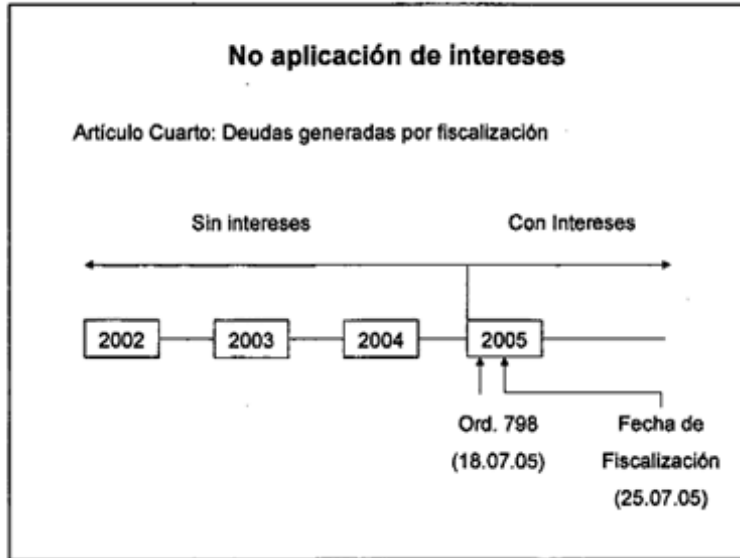 No aplicación de intereses
Artículo Cuarto: Deudas generadas por fiscalización
Sin intereses
Con Intereses
2002
2003
2004
2005
Ord. 798
(18.07.05)
Fecha de
Fiscalización
(25.07.05)